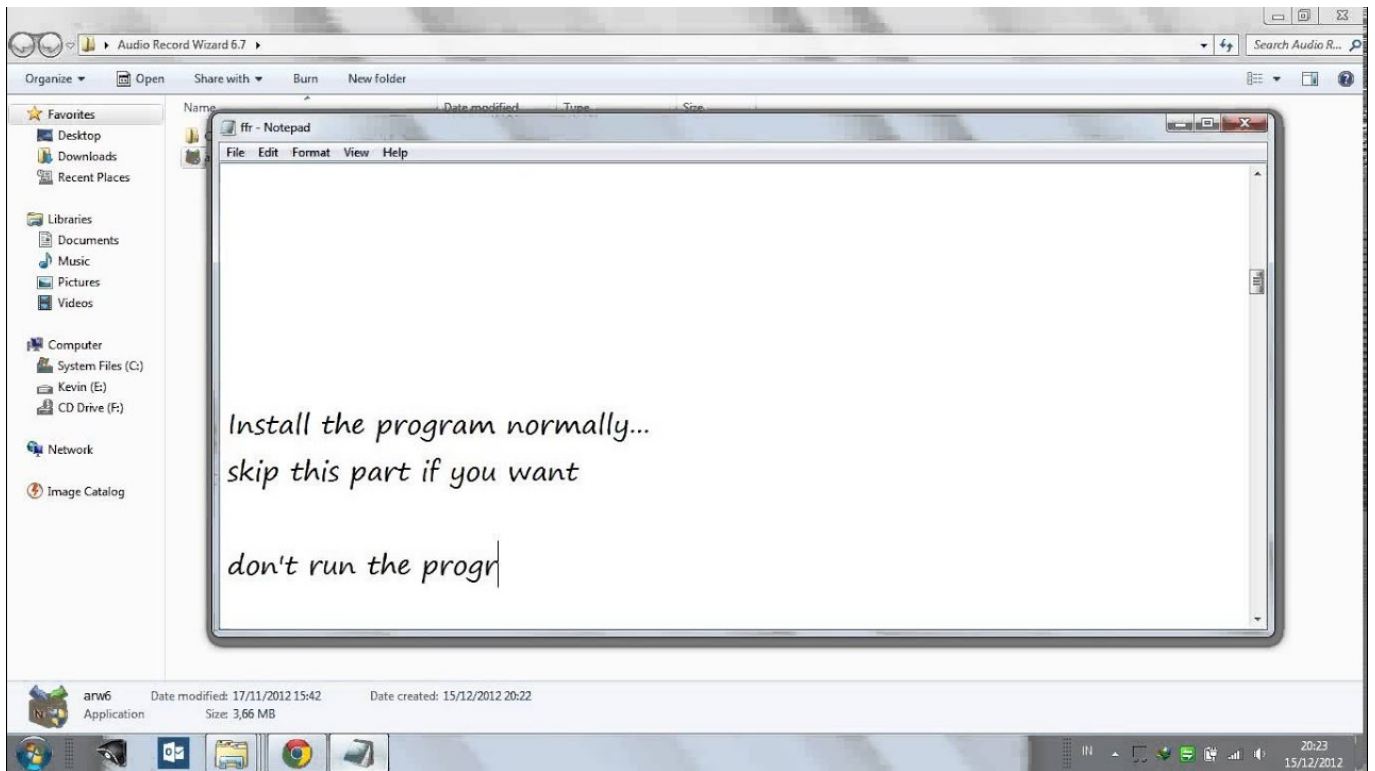 Audio Record Wizard 6.7
Search Audio R...
Organize Open Share with Burn New folder
Name Date modified Type Size
Favorites
Desktop
Downloads
Recent Places
Libraries
Documents
Music
Pictures
Videos
Computer
System Files (C:)
Kevin (E:)
CD Drive (F:)
Network
Image Catalog
ffr - Notepad
File Edit Format View Help
Install the program normally...
skip this part if you want
don't run the progr
arw6 Date modified: 17/11/2012 15:42 Date created: 15/12/2012 20:22
Application Size: 3,66 MB
IN
20:23
15/12/2012